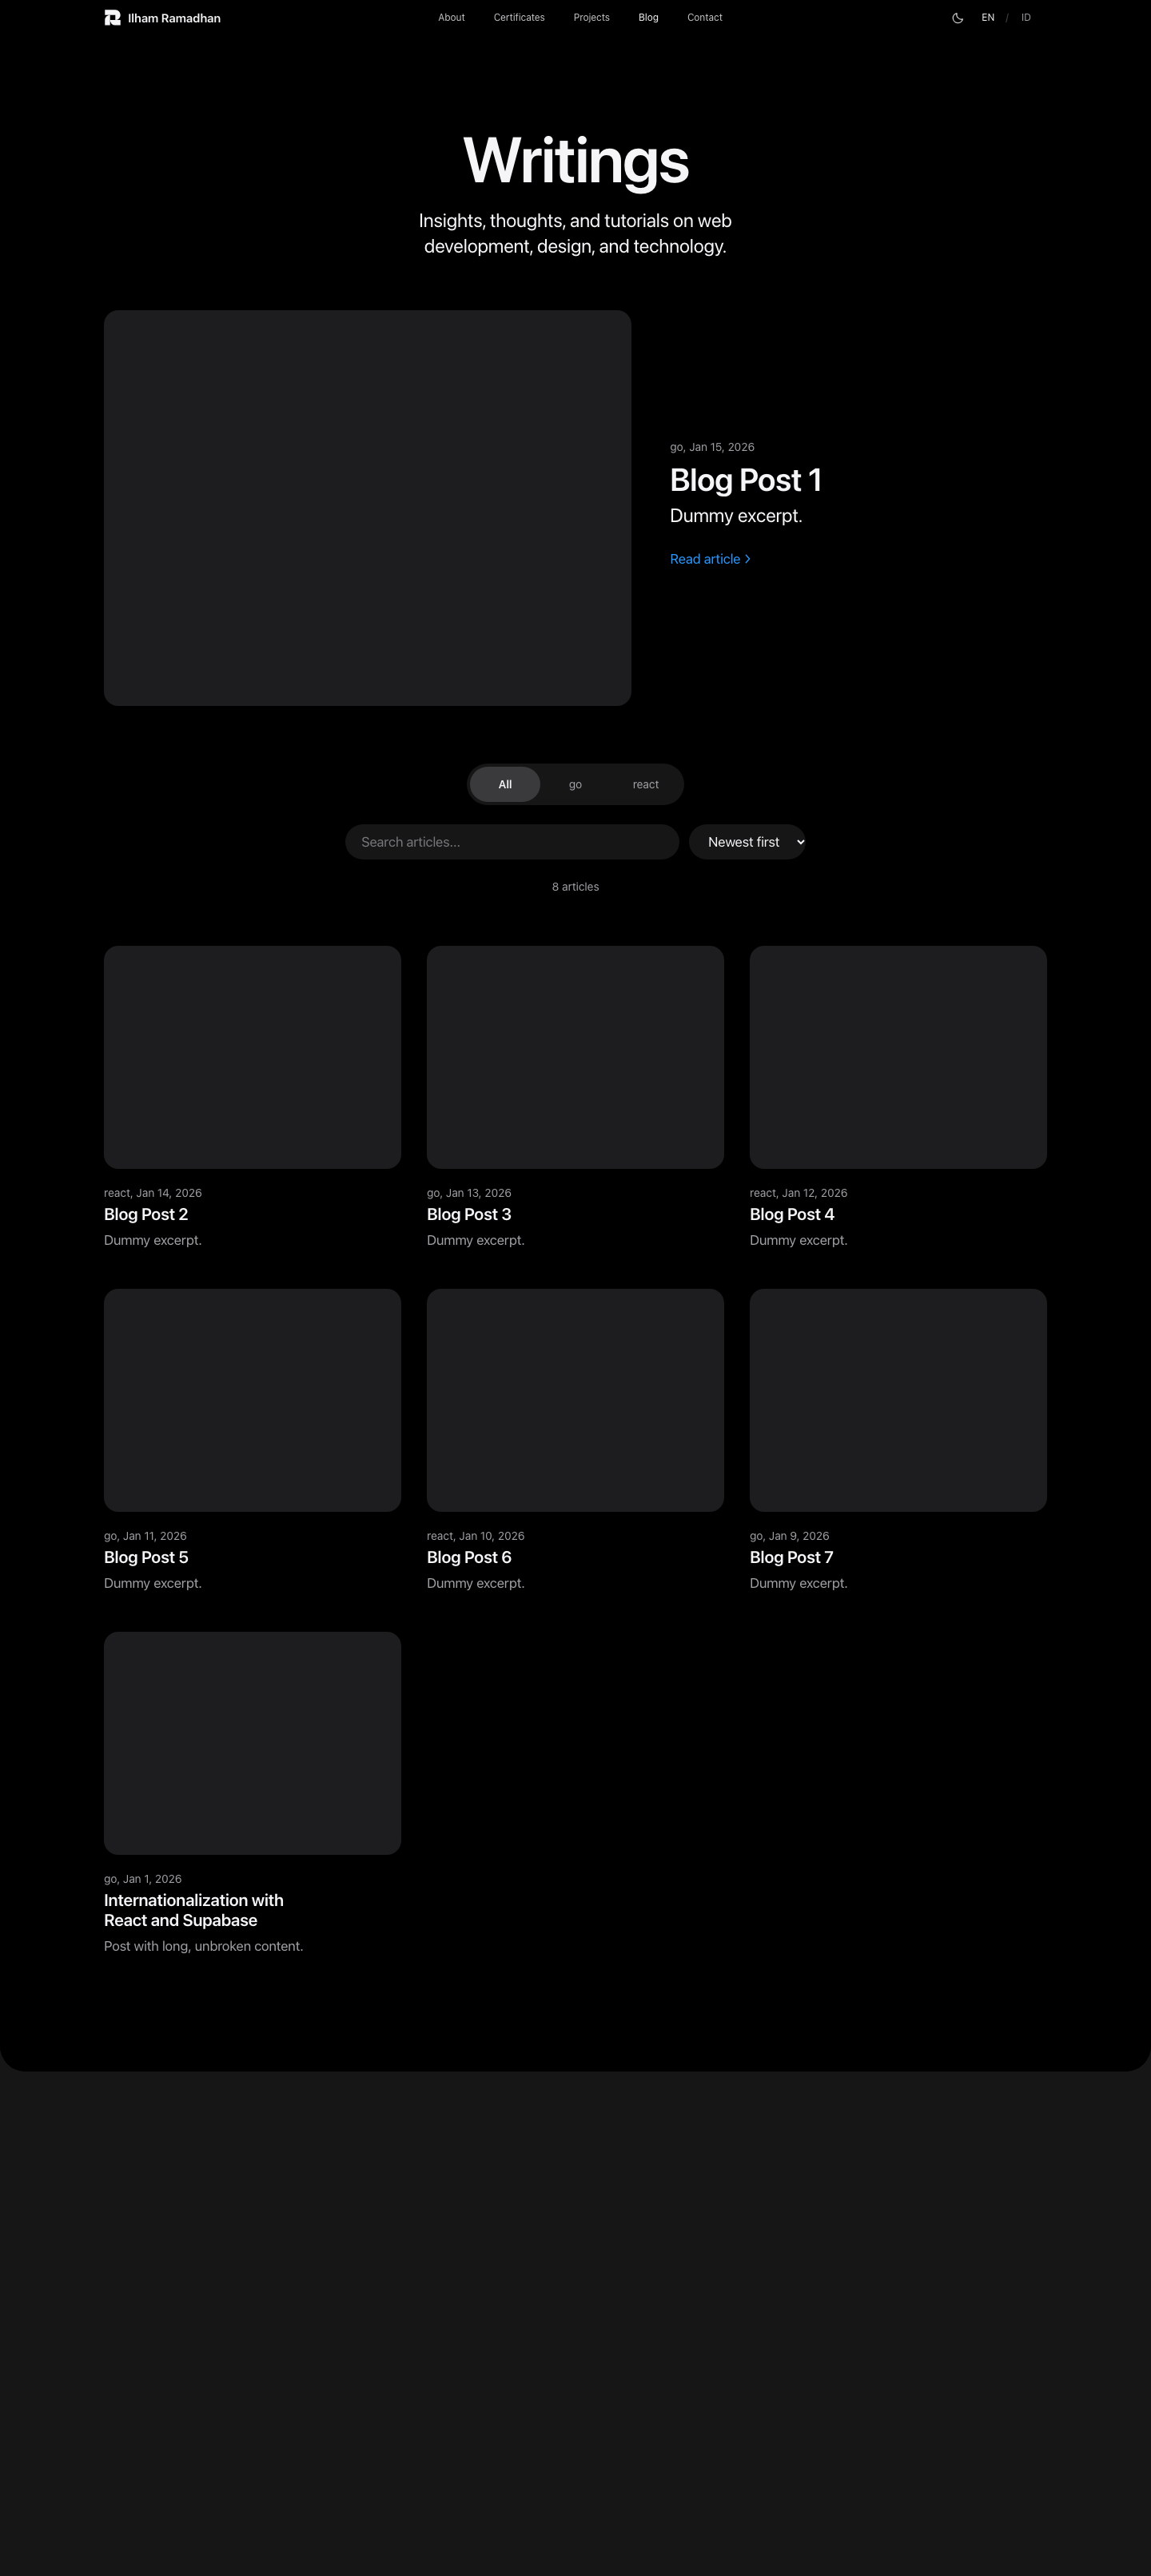 Ilham Ramadhan
About
Certificates
Projects
Blog
Contact
EN / ID
Writings
Insights, thoughts, and tutorials on web
development, design, and technology.
go, Jan 15, 2026
Blog Post 1
Dummy excerpt.
Read article
All
go
react
Search articles...
Newest first
8 articles
react, Jan 14, 2026
Blog Post 2
Dummy excerpt.
go, Jan 13, 2026
Blog Post 3
Dummy excerpt.
react, Jan 12, 2026
Blog Post 4
Dummy excerpt.
go, Jan 11, 2026
Blog Post 5
Dummy excerpt.
react, Jan 10, 2026
Blog Post 6
Dummy excerpt.
go, Jan 9, 2026
Blog Post 7
Dummy excerpt.
go, Jan 1, 2026
Internationalization with
React and Supabase
Post with long, unbroken content.